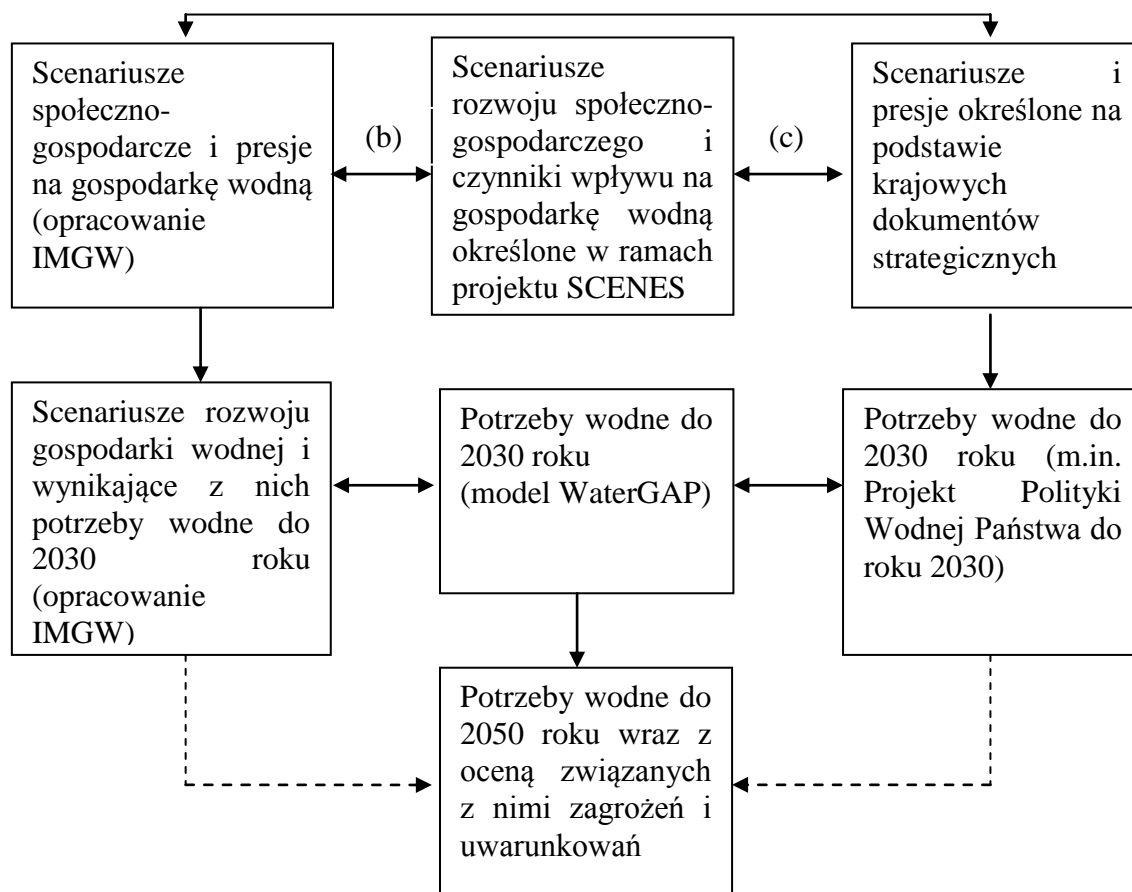 Scenariusze
społeczno-
gospodarcze i presje
na gospodarkę wodną
(opracowanie
IMGW)
(b)
Scenariusze
rozwoju społeczno-
gospodarczego i
czynniki wpływu na
gospodarkę wodną
określone w ramach
projektu SCENES
(c)
Scenariusze i
presje określone na
podstawie
krajowych
dokumentów
strategicznych
Scenariusze rozwoju
gospodarki wodnej i
wynikające z nich
potrzeby wodne do
2030 roku
(opracowanie
IMGW)
Potrzeby wodne do
2030 roku
(model WaterGAP)
Potrzeby wodne do
2030 roku (m.in.
Projekt Polityki
Wodnej Państwa do
roku 2030)
Potrzeby wodne do
2050 roku wraz z
oceną związanych
z nimi zagrożeń i
uwarunkowań